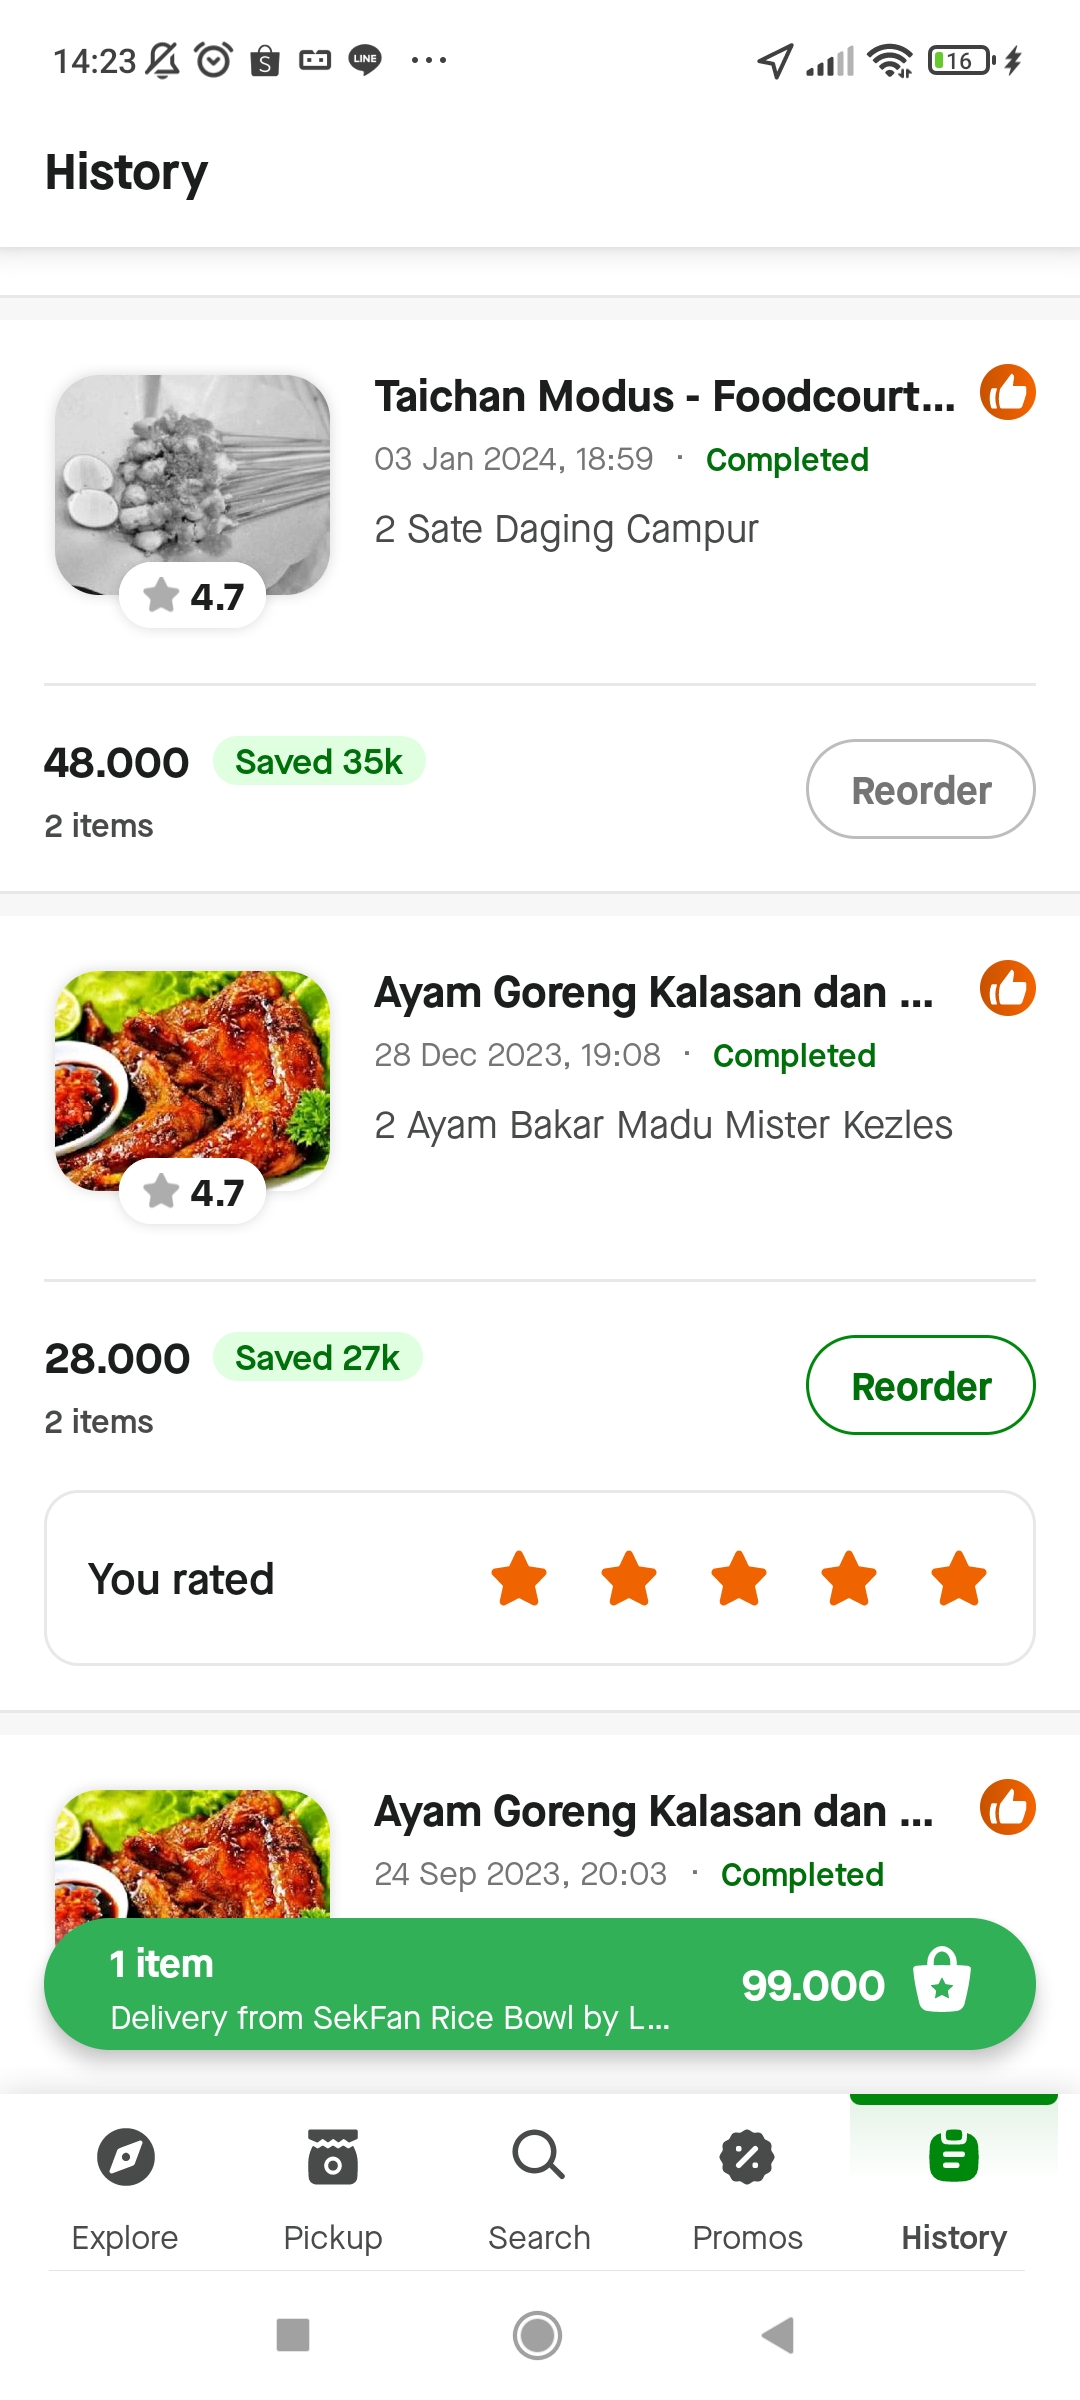 14:23
LINE
16
History
Taichan Modus - Foodcourt...
03 Jan 2024, 18:59 · Completed
2 Sate Daging Campur
4.7
48.000
Saved 35k
2 items
Reorder
Ayam Goreng Kalasan dan ...
28 Dec 2023, 19:08 · Completed
2 Ayam Bakar Madu Mister Kezles
4.7
28.000
Saved 27k
2 items
Reorder
You rated
Ayam Goreng Kalasan dan ...
24 Sep 2023, 20:03 · Completed
1 item
Delivery from SekFan Rice Bowl by L...
99.000
Explore
Pickup
Search
Promos
History